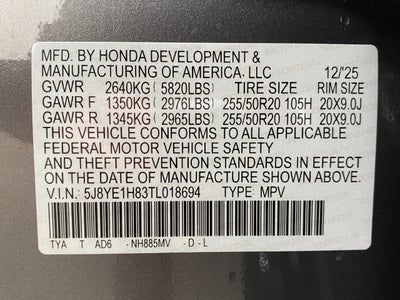 MFD. BY HONDA DEVELOPMENT &
MANUFACTURING OF AMERICA, LLC 12/'25
GVWR 2640KG (5820LBS) TIRE SIZE RIM SIZE
GAWR F 1350KG (2976LBS) 255/50R20 105H 20X9.0J
GAWR R 1345KG (2965LBS) 255/50R20 105H 20X9.0J
THIS VEHICLE CONFORMS TO ALL APPLICABLE
FEDERAL MOTOR VEHICLE SAFETY
AND THEFT PREVENTION STANDARDS IN EFFECT
ON THE DATE OF MANUFACTURE SHOWN ABOVE.
V.I.N.: 5J8YE1H83TL018694 TYPE: MPV
TYA T AD6 -NH885MV -D-L